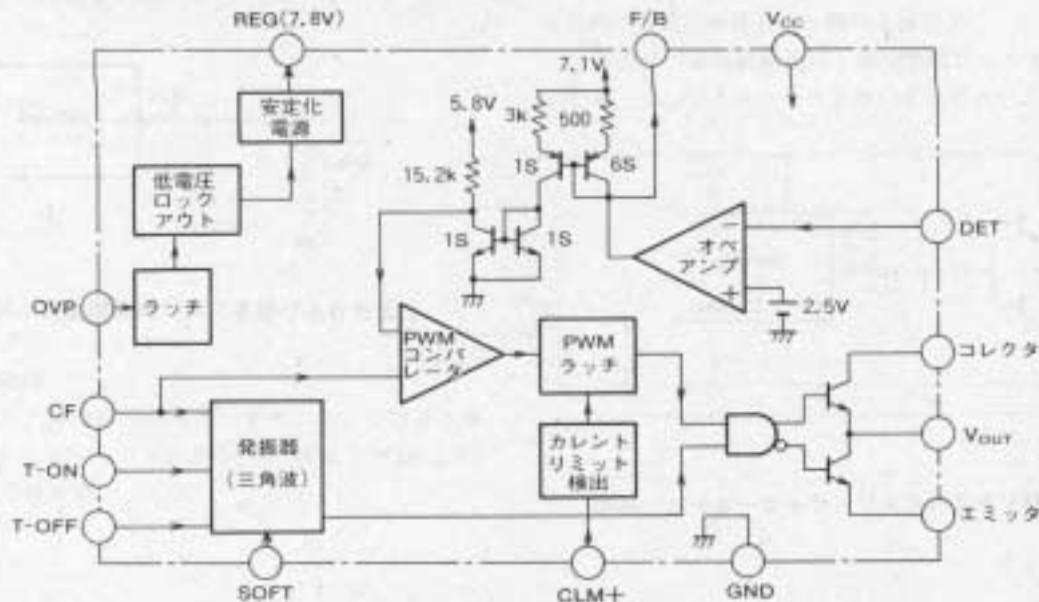 REG(7.8V)
F/B
VCC
7.1V
安定化
電源
5.8V
3k
500
1S
6S
15.2k
低電圧
ロック
アウト
1S
1S
−
オペ
アンプ
+
DET
2.5V
OVP
ラッチ
PWM
コンパ
レータ
PWM
ラッチ
コレクタ
CF
発振器
(三角波)
カレント
リミット
検出
VOUT
T-ON
T-OFF
エミッタ
SOFT
CLM+
GND